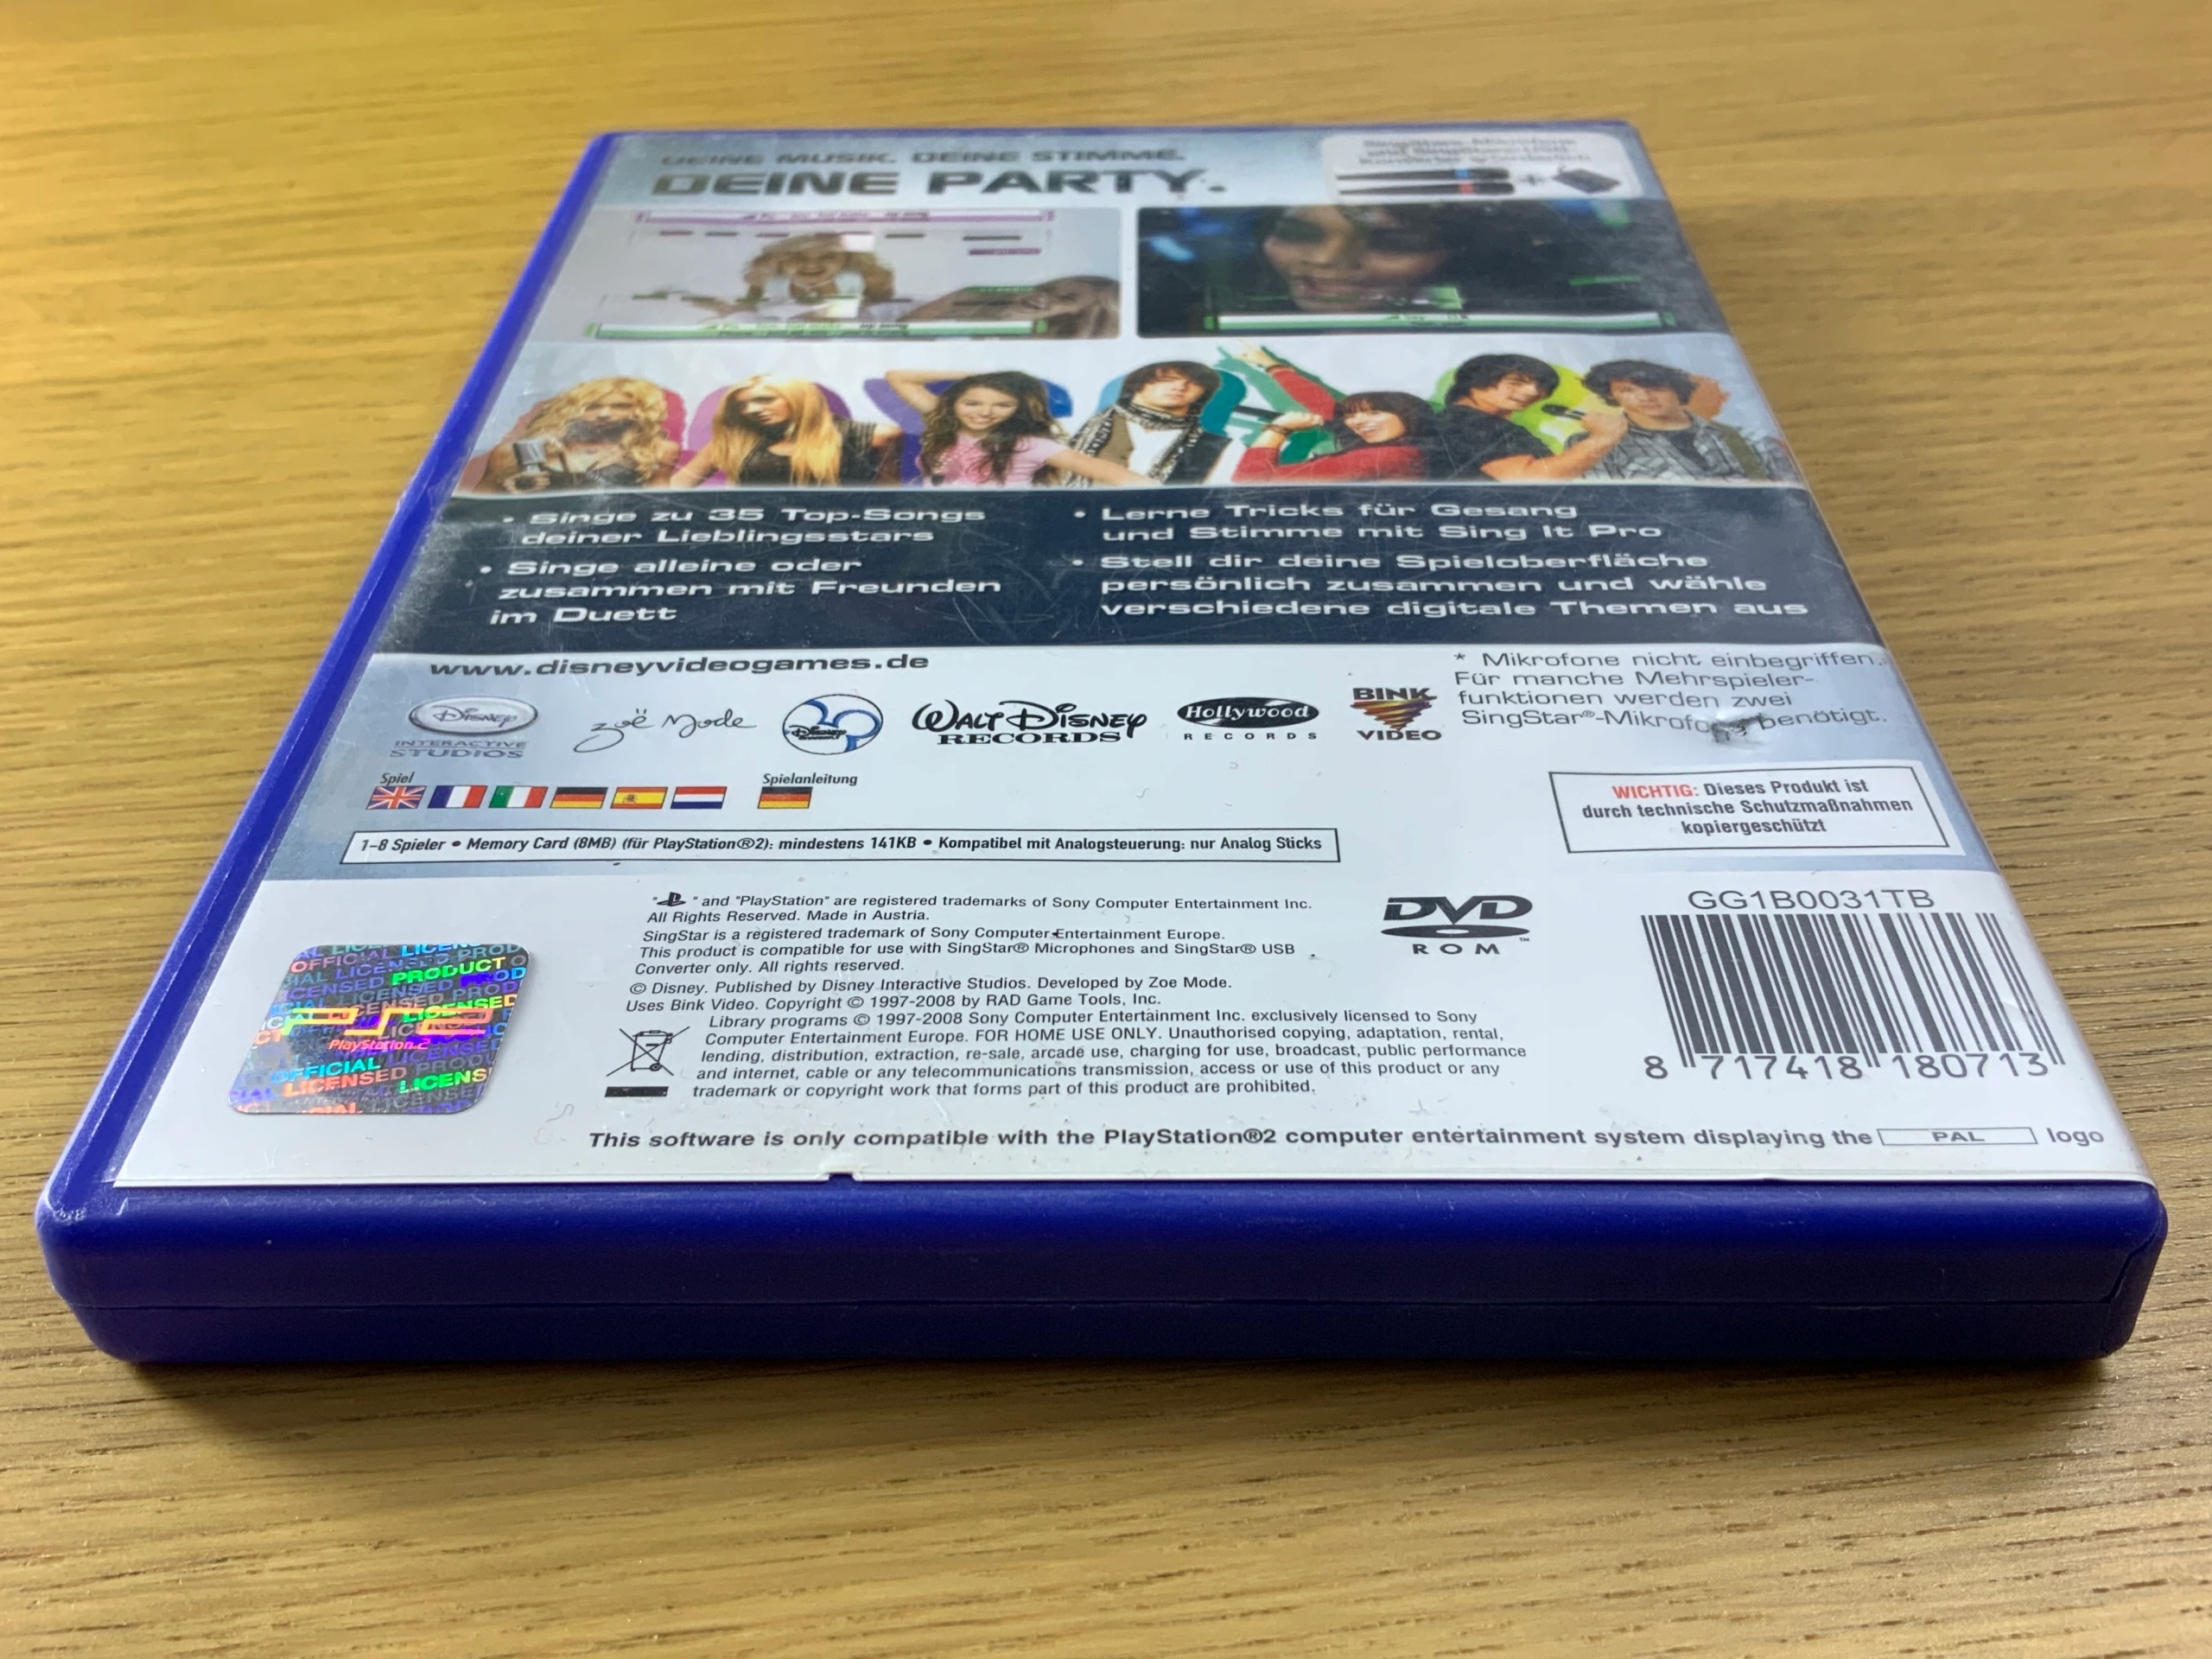 DEINE MUSIK. DEINE STIMME.
DEINE PARTY.
• Singe zu 35 Top-Songs
deiner Lieblingsstars
• Singe alleine oder
zusammen mit Freunden
im Duett
• Lerne Tricks für Gesang
und Stimme mit Sing It Pro
• Stell dir deine Spieloberfläche
persönlich zusammen und wähle
verschiedene digitale Themen aus
www.disneyvideogames.de
* Mikrofone nicht einbegriffen.
Für manche Mehrspieler-
funktionen werden zwei
SingStar®-Mikrofone benötigt.
Disney
INTERACTIVE
STUDIOS
zoë mode
Disney
WALT DISNEY
RECORDS
Hollywood
RECORDS
BINK
VIDEO
Spiel
Spielanleitung
WICHTIG: Dieses Produkt ist
durch technische Schutzmaßnahmen
kopiergeschützt
1-8 Spieler • Memory Card (8MB) (für PlayStation®2): mindestens 141KB • Kompatibel mit Analogsteuerung: nur Analog Sticks
" " and "PlayStation" are registered trademarks of Sony Computer Entertainment Inc.
All Rights Reserved. Made in Austria.
SingStar is a registered trademark of Sony Computer Entertainment Europe.
This product is compatible for use with SingStar® Microphones and SingStar® USB
Converter only. All rights reserved.
© Disney. Published by Disney Interactive Studios. Developed by Zoe Mode.
Uses Bink Video. Copyright © 1997-2008 by RAD Game Tools, Inc.
Library programs © 1997-2008 Sony Computer Entertainment Inc. exclusively licensed to Sony
Computer Entertainment Europe. FOR HOME USE ONLY. Unauthorised copying, adaptation, rental,
lending, distribution, extraction, re-sale, arcade use, charging for use, broadcast, public performance
and internet, cable or any telecommunications transmission, access or use of this product or any
trademark or copyright work that forms part of this product are prohibited.
DVD
ROM
™
GG1B0031TB
8 717418 180713
OFFICIAL LICENSED PRODUCT
PS2
PlayStation 2
OFFICIAL
LICENSED PRODUCT
This software is only compatible with the PlayStation®2 computer entertainment system displaying the PAL logo